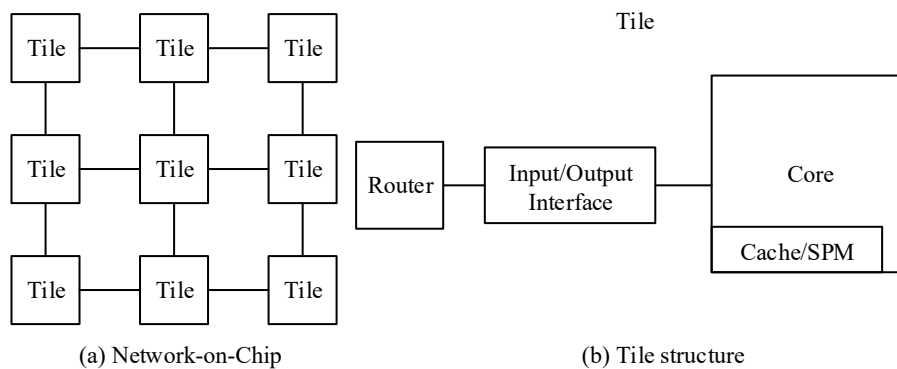 Tile Tile Tile
Tile Tile Tile
Tile Tile Tile
(a) Network-on-Chip
Tile
Router
Input/Output
Interface
Core
Cache/SPM
(b) Tile structure